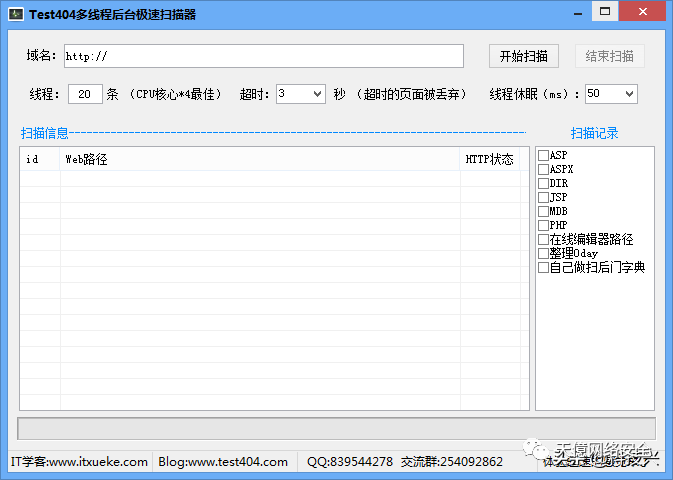 Test404多线程后台极速扫描器
域名: http:// 开始扫描 结束扫描
线程: 20 条 （CPU核心*4最佳） 超时: 3 秒 （超时的页面被丢弃） 线程休眠（ms）: 50
扫描信息 扫描记录
id Web路径 HTTP状态
ASP
ASPX
DIR
JSP
MDB
PHP
在线编辑器路径
整理0day
自己做扫后门字典
天億网络安全
IT学客:www.itxueke.com Blog:www.test404.com QQ:839544278 交流群:254092862